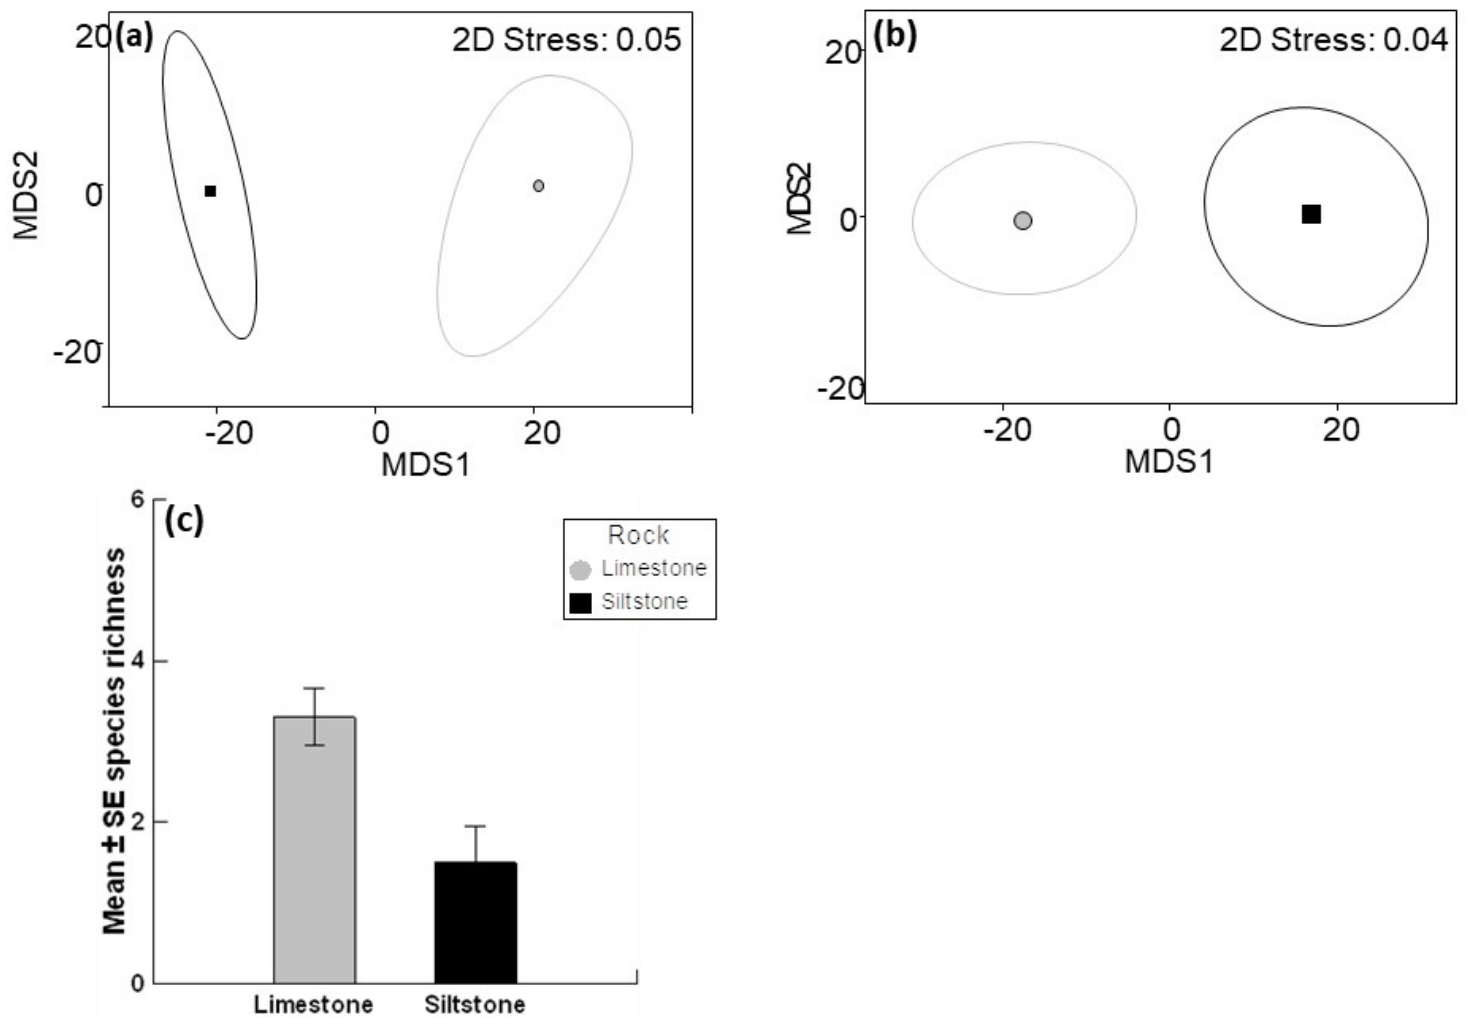 (a)
2D Stress: 0.05
20
0
-20
MDS2
-20 0 20
MDS1
(b)
2D Stress: 0.04
20
0
-20
MDS2
-20 0 20
MDS1
(c)
6
4
2
0
Mean ± SE species richness
Limestone Siltstone
Rock
Limestone
Siltstone